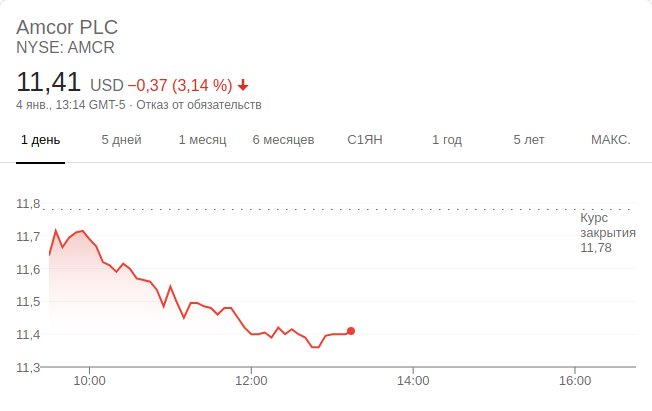 Amcor PLC
NYSE: AMCR
11,41 USD −0,37 (3,14 %)
4 янв., 13:14 GMT-5 · Отказ от обязательств
1 день 5 дней 1 месяц 6 месяцев С1ЯН 1 год 5 лет МАКС.
11,8
Курс
закрытия
11,78
11,7
11,6
11,5
11,4
11,3
10:00 12:00 14:00 16:00